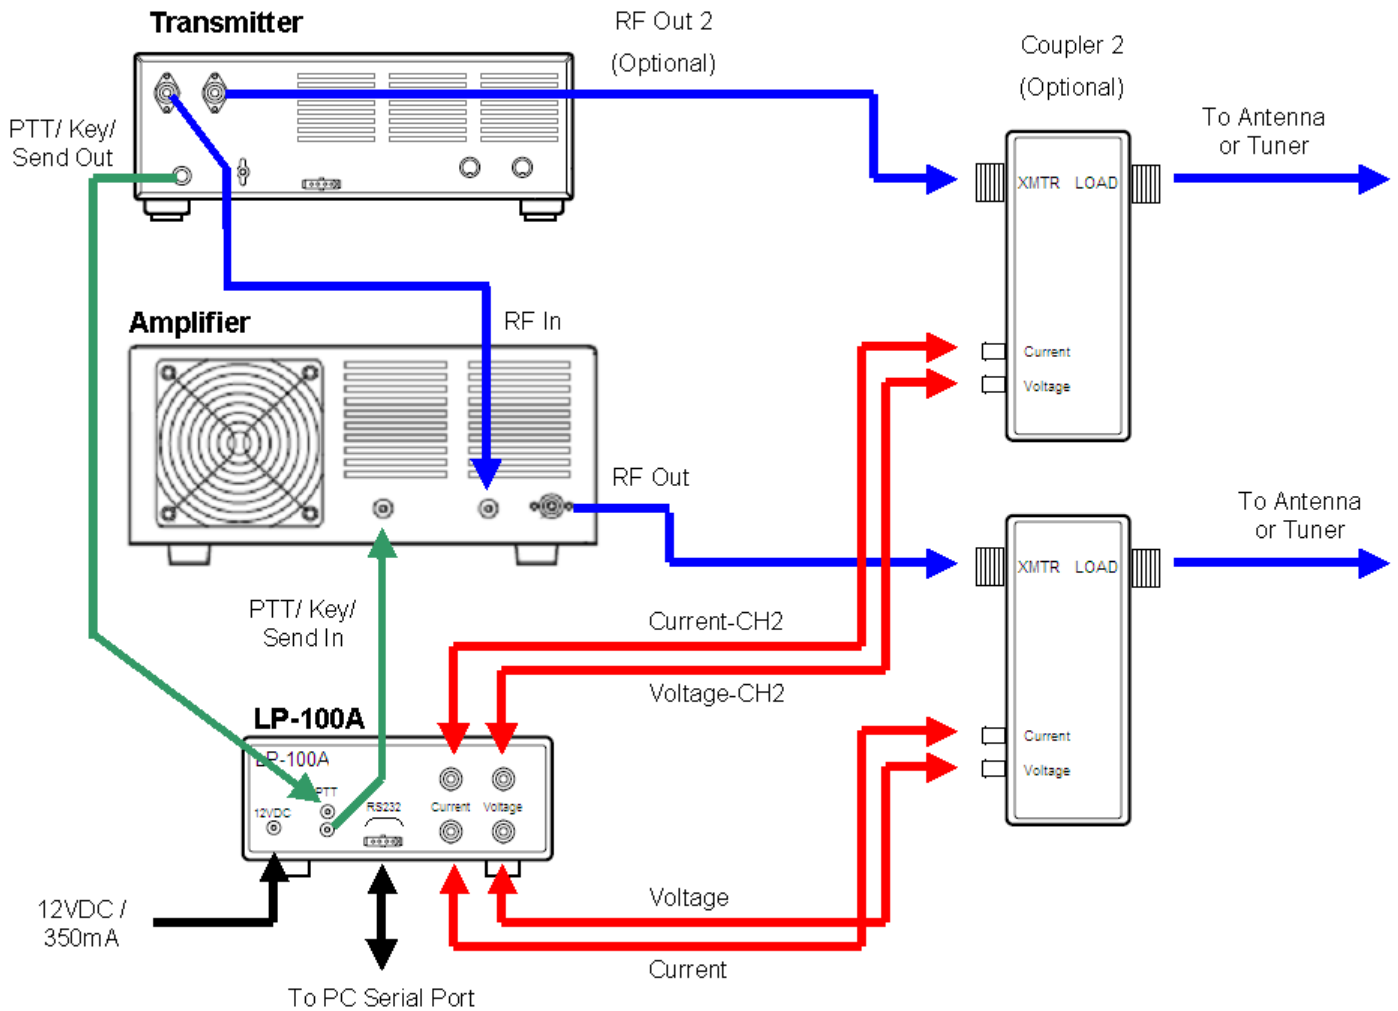 Transmitter
RF Out 2
(Optional)
Coupler 2
(Optional)
To Antenna
or Tuner
PTT/ Key/
Send Out
XMTR LOAD
Amplifier
RF In
Current
Voltage
RF Out
To Antenna
or Tuner
XMTR LOAD
PTT/ Key/
Send In
Current-CH2
Voltage-CH2
LP-100A
LP-100A
PTT
12VDC
RS232
Current
Voltage
Current
Voltage
12VDC /
350mA
Voltage
Current
To PC Serial Port